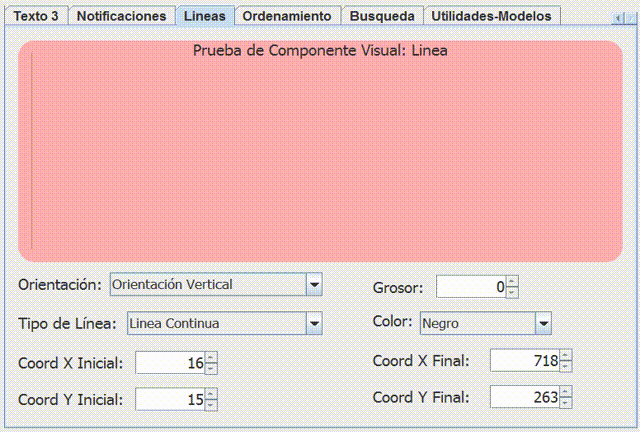 Texto 3 Notificaciones Lineas Ordenamiento Busqueda Utilidades-Modelos
Prueba de Componente Visual: Linea
Orientación: Orientación Vertical Grosor: 0
Tipo de Línea: Linea Continua Color: Negro
Coord X Inicial: 16 Coord X Final: 718
Coord Y Inicial: 15 Coord Y Final: 263